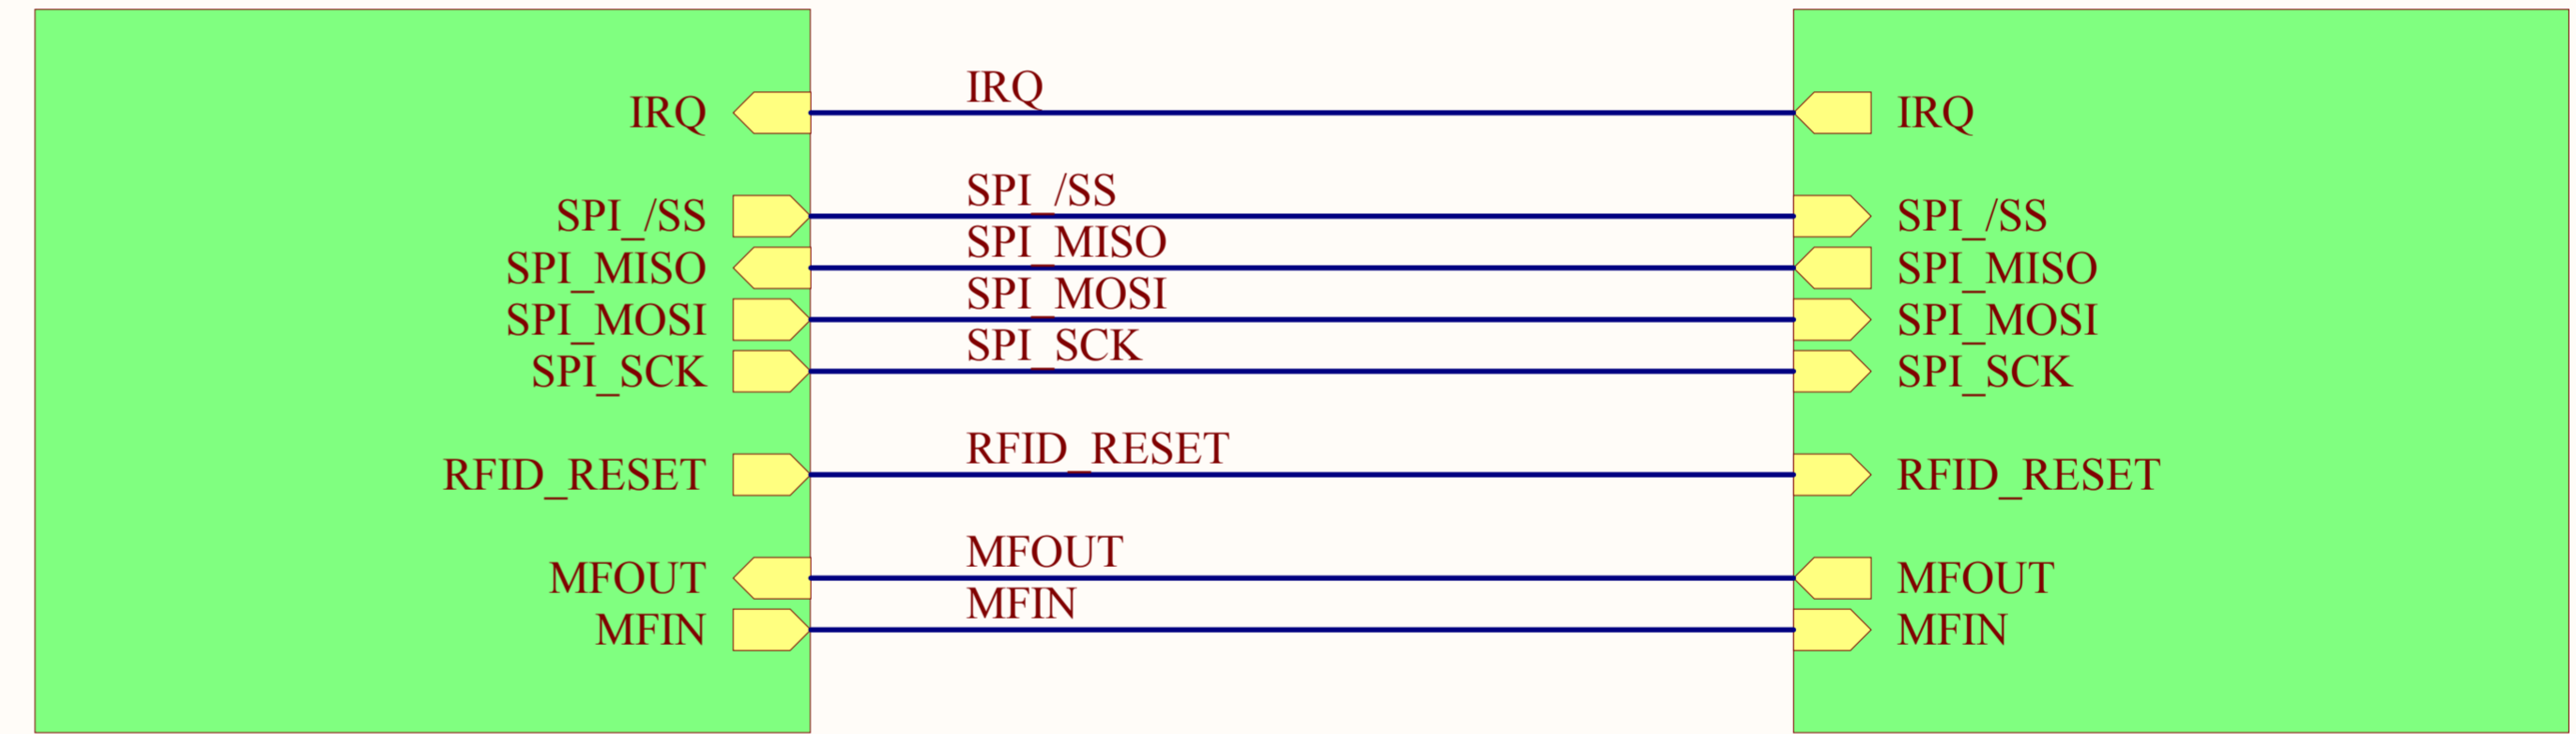 IRQ IRQ IRQ
SPI_/SS SPI_/SS SPI_/SS
SPI_MISO SPI_MISO SPI_MISO
SPI_MOSI SPI_MOSI SPI_MOSI
SPI_SCK SPI_SCK SPI_SCK
RFID_RESET RFID_RESET RFID_RESET
MFOUT MFOUT MFOUT
MFIN MFIN MFIN